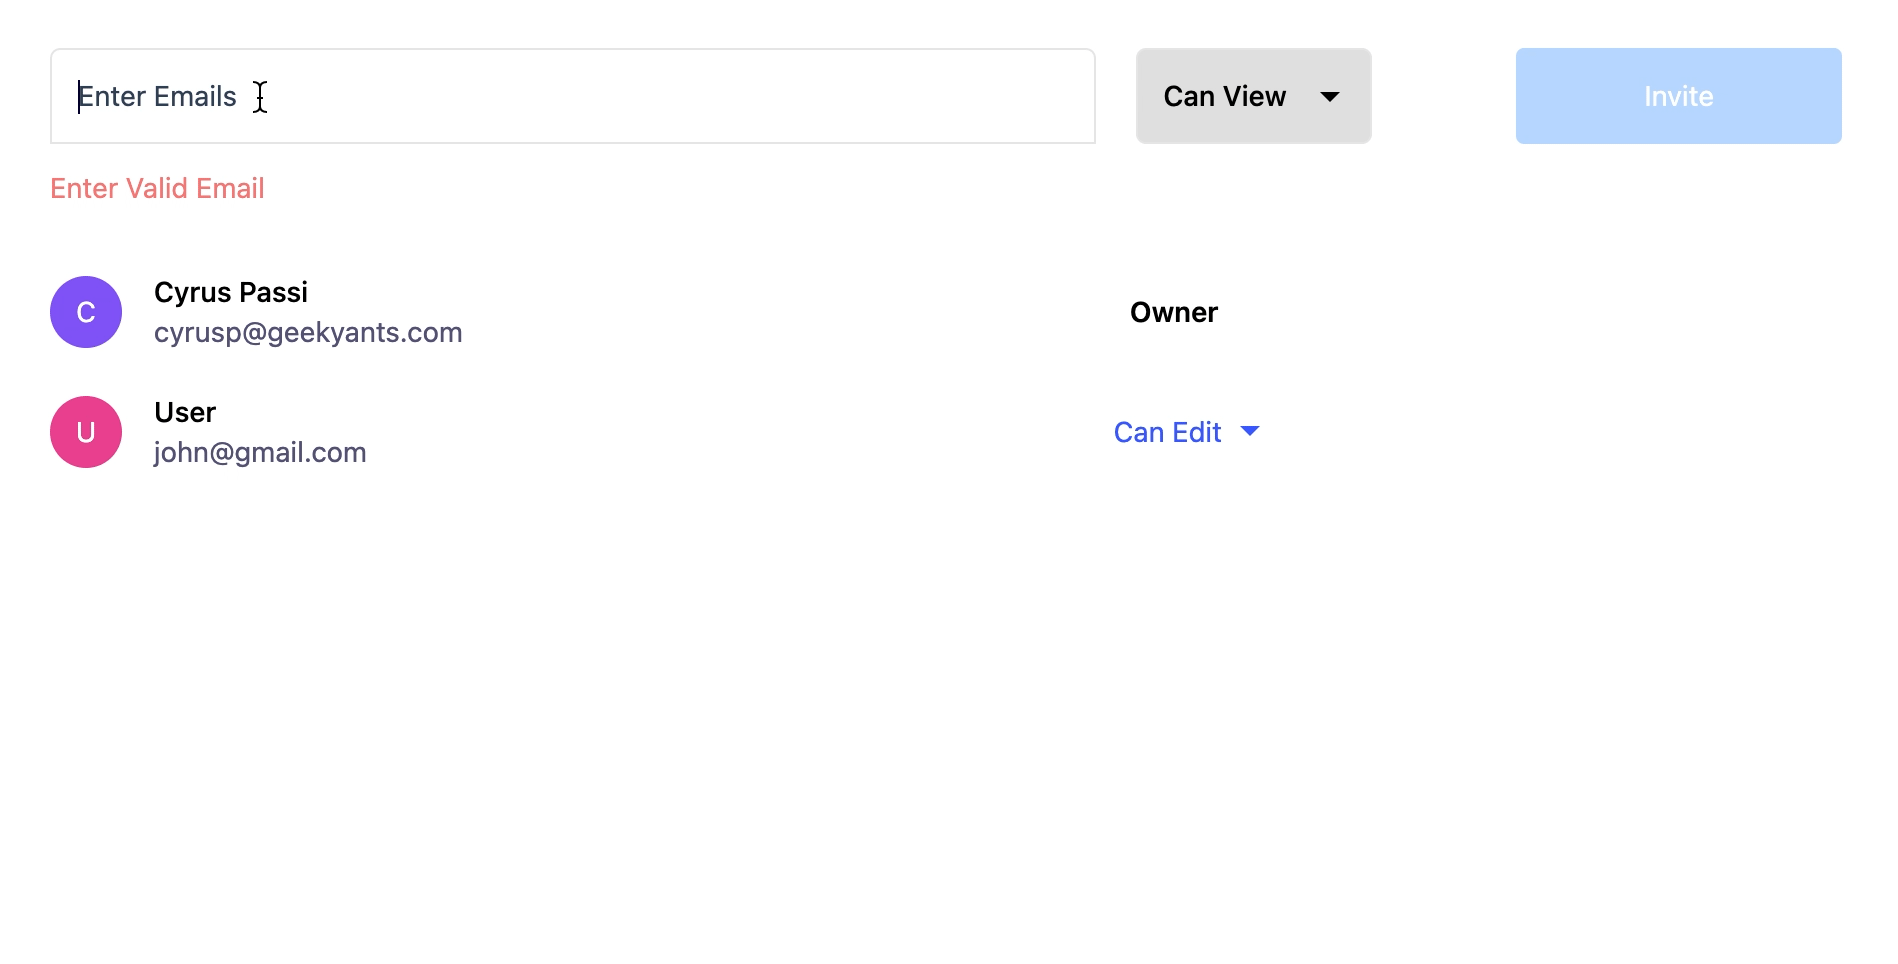 Enter Emails
Can View
Invite
Enter Valid Email
C
Cyrus Passi
cyrusp@geekyants.com
Owner
U
User
john@gmail.com
Can Edit